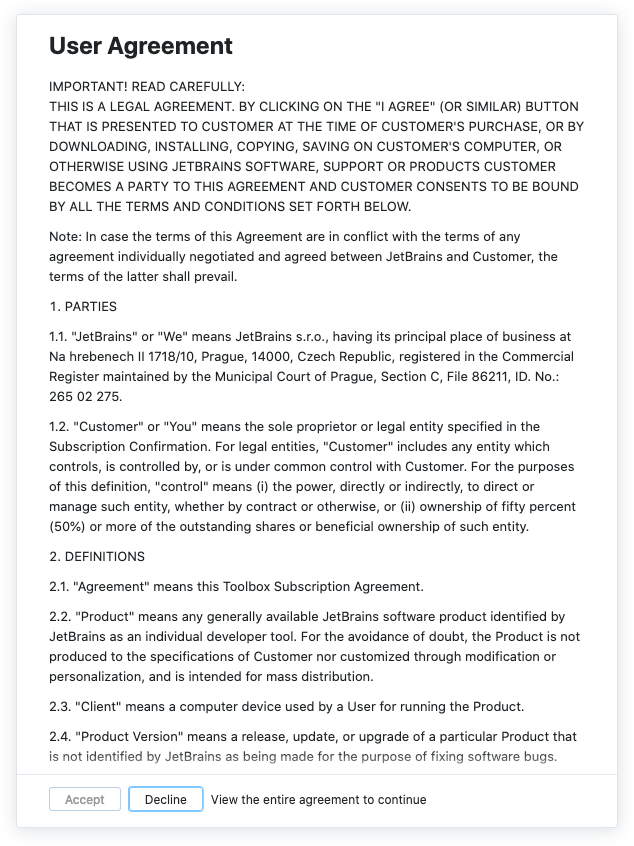 User Agreement
IMPORTANT! READ CAREFULLY:
THIS IS A LEGAL AGREEMENT. BY CLICKING ON THE "I AGREE" (OR SIMILAR) BUTTON
THAT IS PRESENTED TO CUSTOMER AT THE TIME OF CUSTOMER'S PURCHASE, OR BY
DOWNLOADING, INSTALLING, COPYING, SAVING ON CUSTOMER'S COMPUTER, OR
OTHERWISE USING JETBRAINS SOFTWARE, SUPPORT OR PRODUCTS CUSTOMER
BECOMES A PARTY TO THIS AGREEMENT AND CUSTOMER CONSENTS TO BE BOUND
BY ALL THE TERMS AND CONDITIONS SET FORTH BELOW.
Note: In case the terms of this Agreement are in conflict with the terms of any
agreement individually negotiated and agreed between JetBrains and Customer, the
terms of the latter shall prevail.
1. PARTIES
1.1. "JetBrains" or "We" means JetBrains s.r.o., having its principal place of business at
Na hrebenech II 1718/10, Prague, 14000, Czech Republic, registered in the Commercial
Register maintained by the Municipal Court of Prague, Section C, File 86211, ID. No.:
265 02 275.
1.2. "Customer" or "You" means the sole proprietor or legal entity specified in the
Subscription Confirmation. For legal entities, "Customer" includes any entity which
controls, is controlled by, or is under common control with Customer. For the purposes
of this definition, "control" means (i) the power, directly or indirectly, to direct or
manage such entity, whether by contract or otherwise, or (ii) ownership of fifty percent
(50%) or more of the outstanding shares or beneficial ownership of such entity.
2. DEFINITIONS
2.1. "Agreement" means this Toolbox Subscription Agreement.
2.2. "Product" means any generally available JetBrains software product identified by
JetBrains as an individual developer tool. For the avoidance of doubt, the Product is not
produced to the specifications of Customer nor customized through modification or
personalization, and is intended for mass distribution.
2.3. "Client" means a computer device used by a User for running the Product.
2.4. "Product Version" means a release, update, or upgrade of a particular Product that
is not identified by JetBrains as being made for the purpose of fixing software bugs.
Accept Decline View the entire agreement to continue